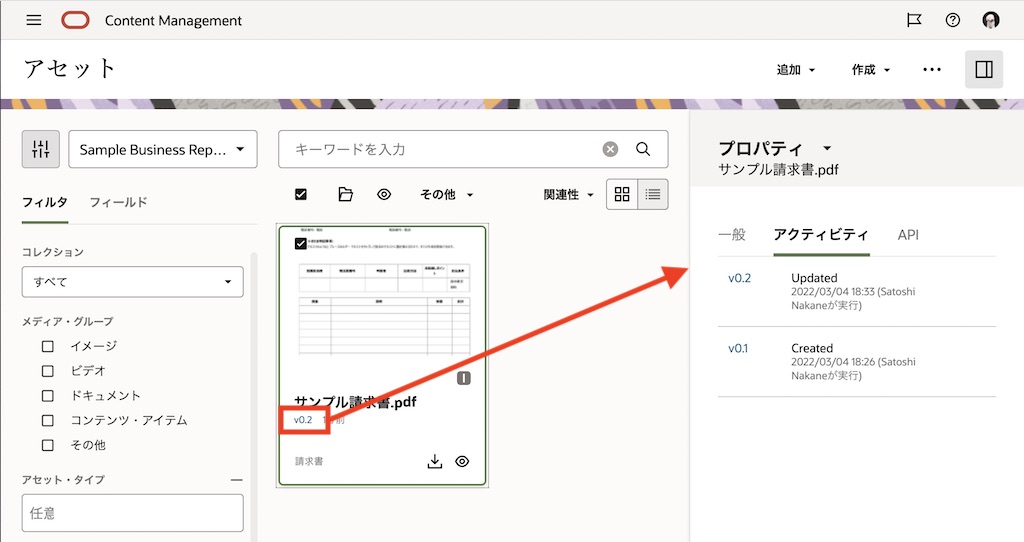 Content Management
アセット
追加
作成
Sample Business Rep...
キーワードを入力
その他
関連性
フィルタ
フィールド
コレクション
すべて
メディア・グループ
イメージ
ビデオ
ドキュメント
コンテンツ・アイテム
その他
アセット・タイプ
任意
サンプル請求書.pdf
v0.2
請求書
プロパティ
サンプル請求書.pdf
一般
アクティビティ
API
v0.2
Updated
2022/03/04 18:33 (Satoshi
Nakaneが実行)
v0.1
Created
2022/03/04 18:26 (Satoshi
Nakaneが実行)